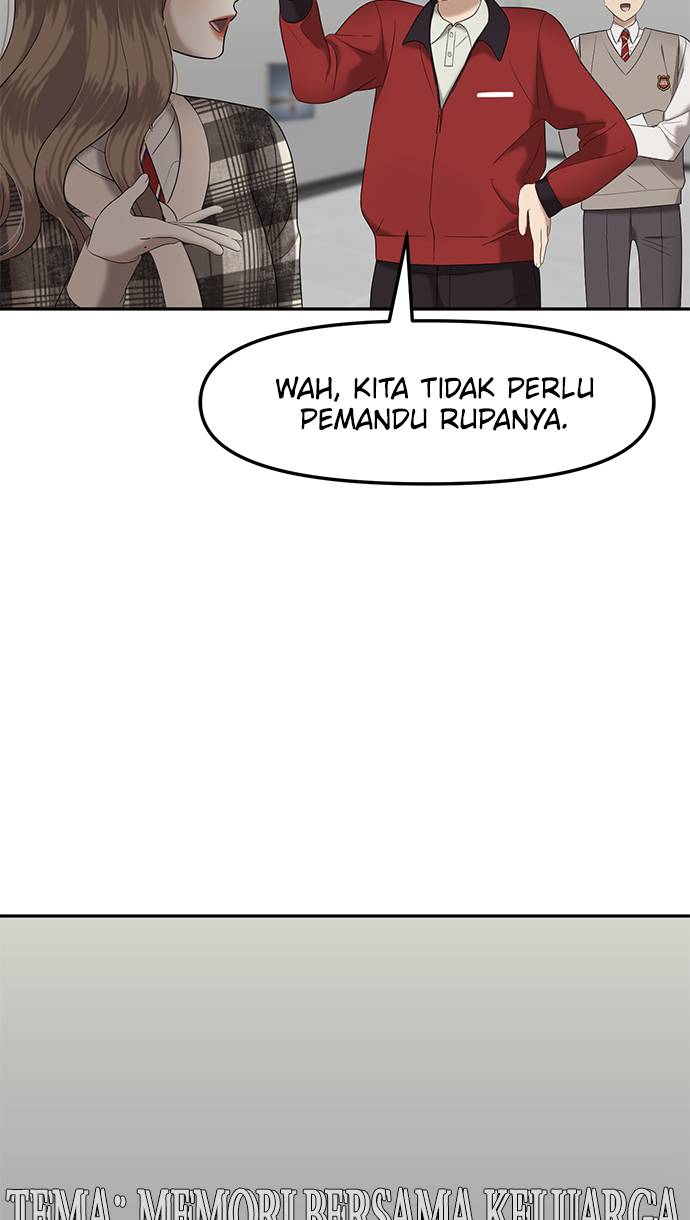 WAH, KITA TIDAK PERLU
PEMANDU RUPANYA.
TEMA: MEMORI BERSAMA KELUARGA